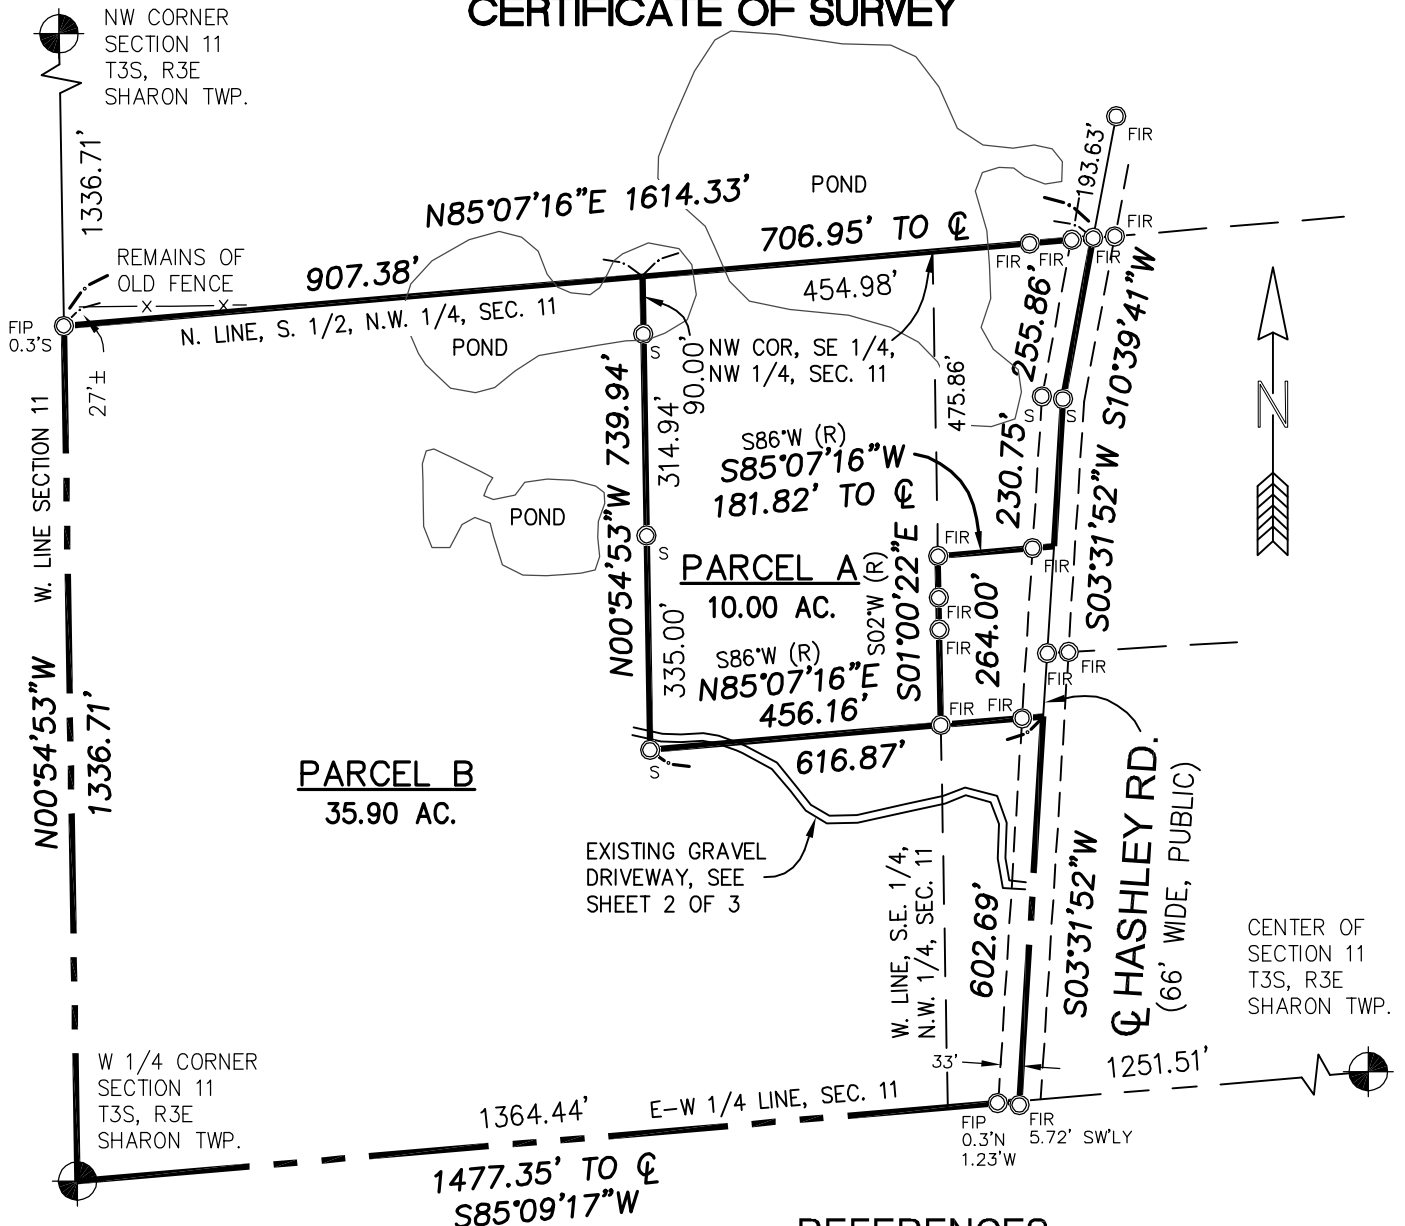 CERTIFICATE OF SURVEY
NW CORNER
SECTION 11
T3S, R3E
SHARON TWP.
1336.71'
REMAINS OF
OLD FENCE
x x
FIP
0.3'S
27'±
N85°07'16"E 1614.33'
907.38'
N. LINE, S. 1/2, N.W. 1/4, SEC. 11
POND
POND
706.95' TO ℄
454.98'
193.63'
FIR
FIR
FIR
FIR
FIR
POND
S
90.00'
NW COR, SE 1/4,
NW 1/4, SEC. 11
475.86'
255.86'
S10°39'41"W
S
S
N
W. LINE SECTION 11
N00°54'53"W 739.94'
314.94'
S86°W (R)
S85°07'16"W
181.82' TO ℄
230.75'
S03°31'52"W
POND
S
FIR
FIR
PARCEL A
10.00 AC.
S02°W (R)
S01°00'22"E
264.00'
FIR
FIR
335.00'
S86°W (R)
N85°07'16"E
456.16'
FIR
FIR
FIR
FIR
616.87'
S
N00°54'53"W
1336.71'
PARCEL B
35.90 AC.
EXISTING GRAVEL
DRIVEWAY, SEE
SHEET 2 OF 3
W. LINE, S.E. 1/4,
N.W. 1/4, SEC. 11
602.69'
S03°31'52"W
℄ HASHLEY RD.
(66' WIDE, PUBLIC)
CENTER OF
SECTION 11
T3S, R3E
SHARON TWP.
W 1/4 CORNER
SECTION 11
T3S, R3E
SHARON TWP.
33'
1251.51'
1364.44'
E-W 1/4 LINE, SEC. 11
FIP
0.3'N
1.23'W
FIR
5.72' SW'LY
1477.35' TO ℄
S85°09'17"W
REFERENCES